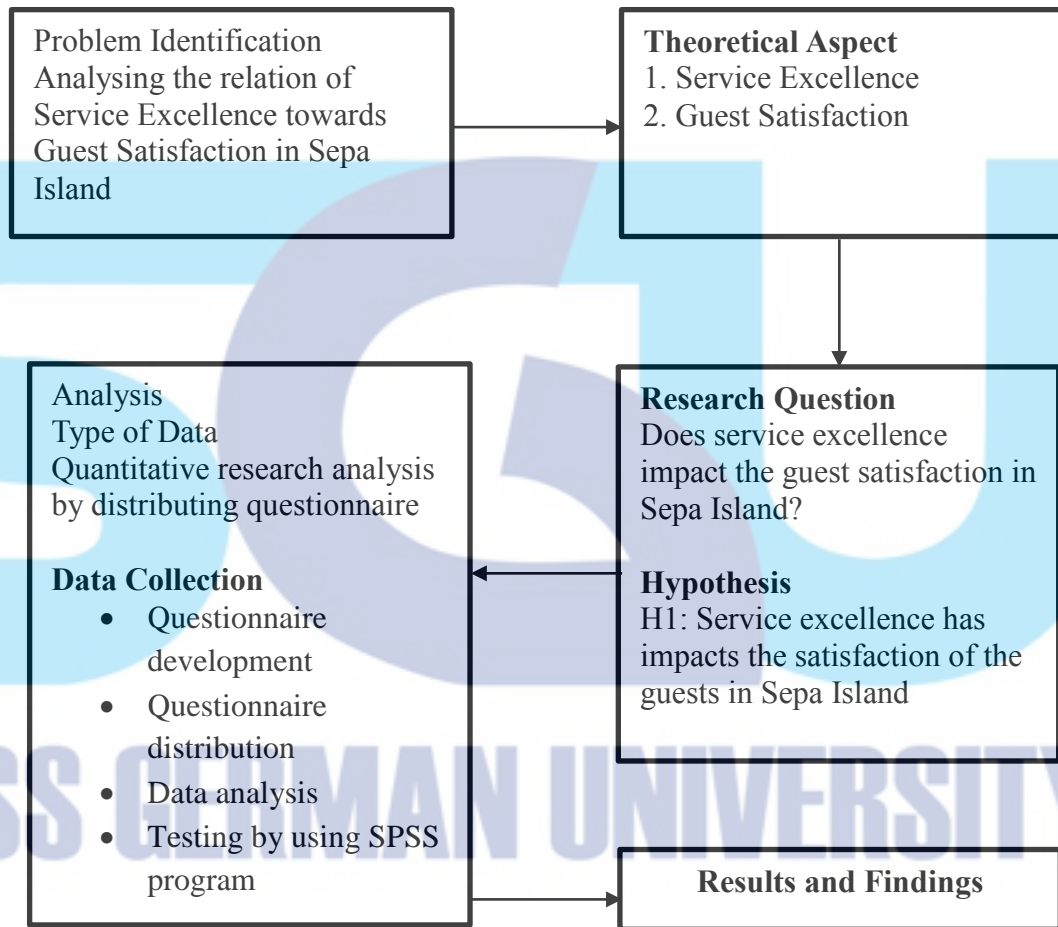 Problem Identification
Analysing the relation of
Service Excellence towards
Guest Satisfaction in Sepa
Island
Theoretical Aspect
1. Service Excellence
2. Guest Satisfaction
Research Question
Does service excellence
impact the guest satisfaction in
Sepa Island?
Hypothesis
H1: Service excellence has
impacts the satisfaction of the
guests in Sepa Island
Analysis
Type of Data
Quantitative research analysis
by distributing questionnaire
Data Collection
• Questionnaire
development
• Questionnaire
distribution
• Data analysis
• Testing by using SPSS
program
Results and Findings
SGU
SS GERMAN UNIVERSITY